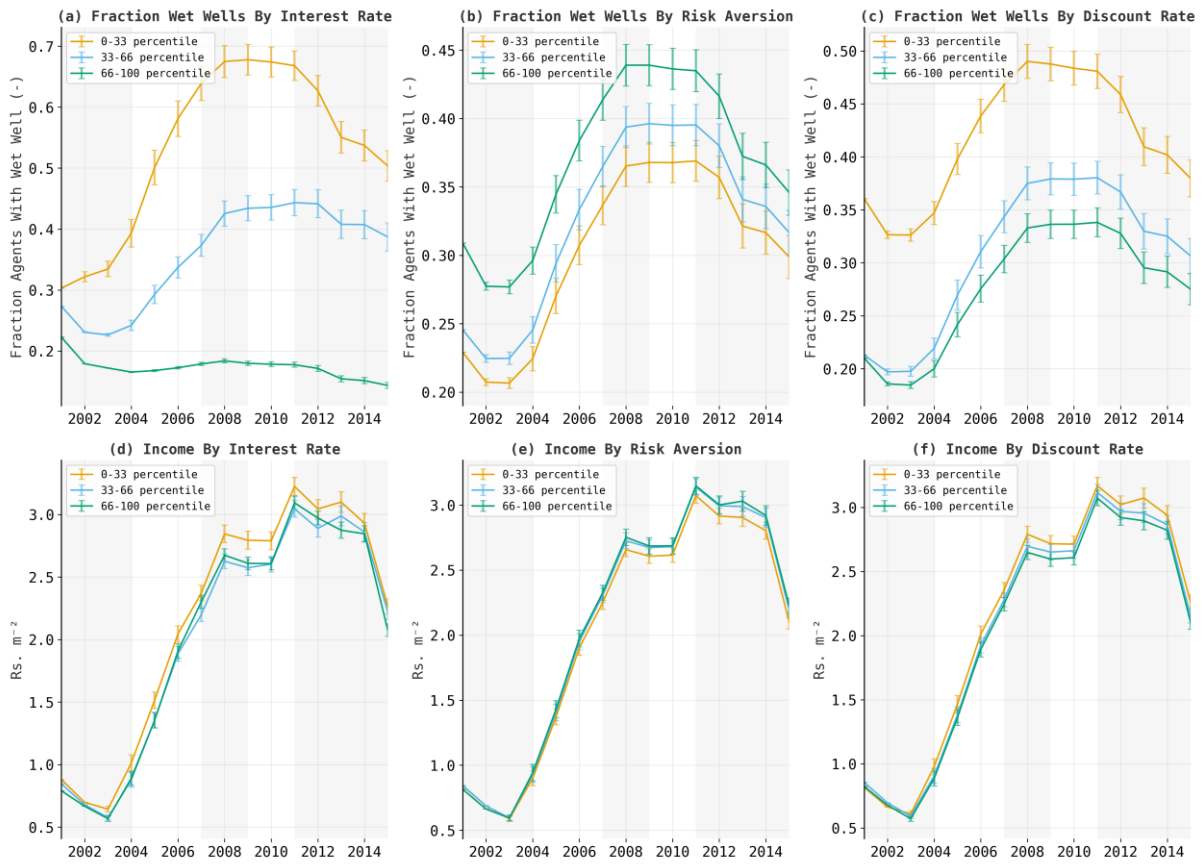 (a) Fraction Wet Wells By Interest Rate
Fraction Agents With Wet Well (-)
0-33 percentile
33-66 percentile
66-100 percentile
0.7
0.6
0.5
0.4
0.3
0.2
2002 2004 2006 2008 2010 2012 2014
(b) Fraction Wet Wells By Risk Aversion
Fraction Agents With Wet Well (-)
0-33 percentile
33-66 percentile
66-100 percentile
0.45
0.40
0.35
0.30
0.25
0.20
2002 2004 2006 2008 2010 2012 2014
(c) Fraction Wet Wells By Discount Rate
Fraction Agents With Wet Well (-)
0-33 percentile
33-66 percentile
66-100 percentile
0.50
0.45
0.40
0.35
0.30
0.25
0.20
2002 2004 2006 2008 2010 2012 2014
(d) Income By Interest Rate
Rs. m⁻²
0-33 percentile
33-66 percentile
66-100 percentile
3.0
2.5
2.0
1.5
1.0
0.5
2002 2004 2006 2008 2010 2012 2014
(e) Income By Risk Aversion
Rs. m⁻²
0-33 percentile
33-66 percentile
66-100 percentile
3.0
2.5
2.0
1.5
1.0
0.5
2002 2004 2006 2008 2010 2012 2014
(f) Income By Discount Rate
Rs. m⁻²
0-33 percentile
33-66 percentile
66-100 percentile
3.0
2.5
2.0
1.5
1.0
0.5
2002 2004 2006 2008 2010 2012 2014